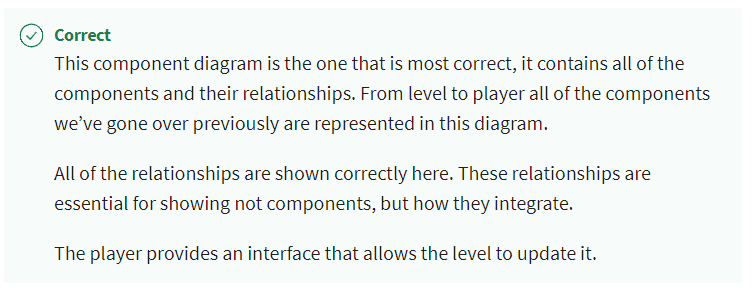 Correct
This component diagram is the one that is most correct, it contains all of the
components and their relationships. From level to player all of the components
we’ve gone over previously are represented in this diagram.
All of the relationships are shown correctly here. These relationships are
essential for showing not components, but how they integrate.
The player provides an interface that allows the level to update it.